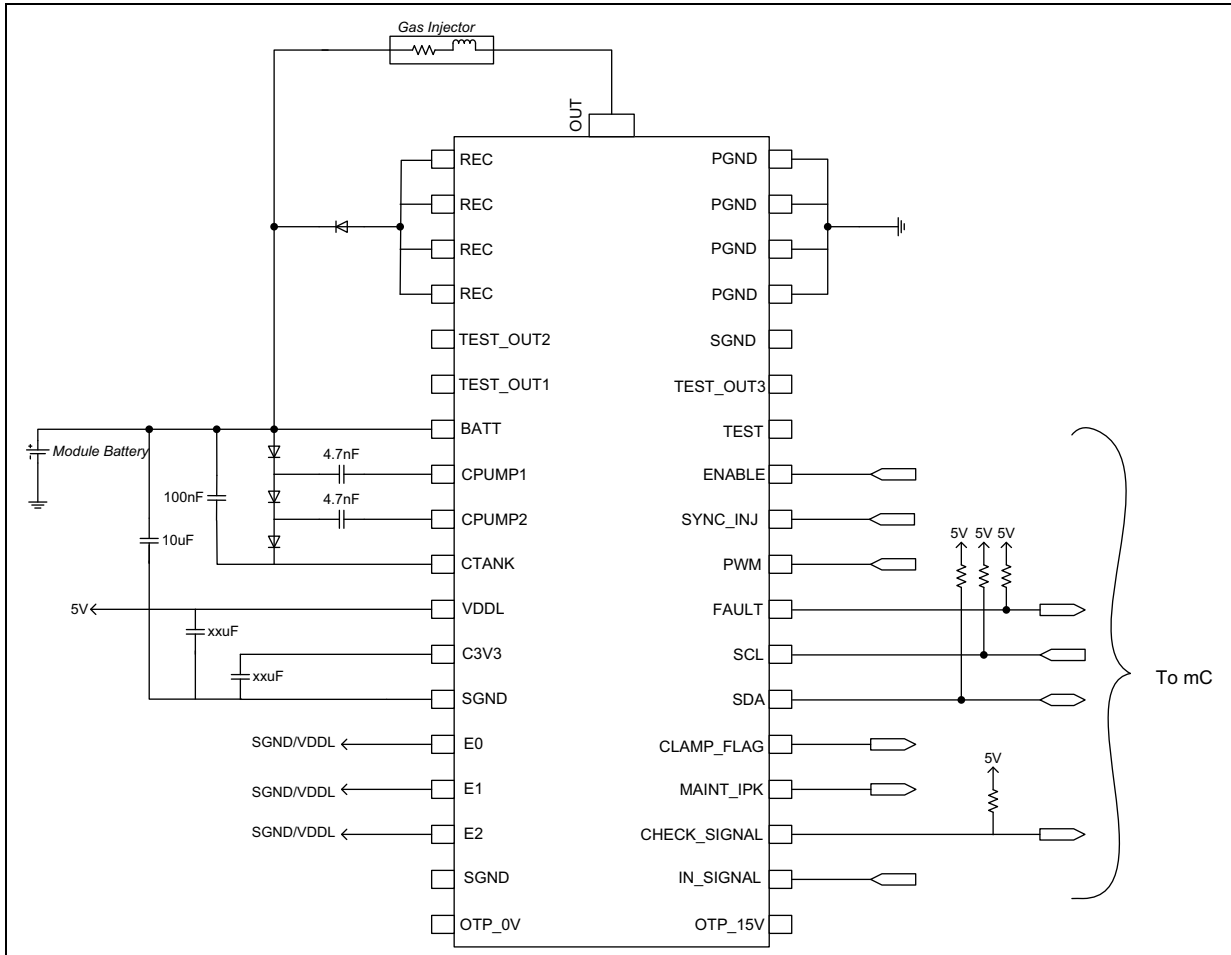 Gas Injector
OUT
REC
PGND
REC
PGND
REC
PGND
REC
PGND
TEST_OUT2
SGND
TEST_OUT1
TEST_OUT3
BATT
TEST
Module Battery
4.7nF
CPUMP1
ENABLE
100nF
4.7nF
CPUMP2
SYNC_INJ
10uF
5V 5V 5V
CTANK
PWM
5V
VDDL
FAULT
xxuF
C3V3
SCL
xxuF
To mC
SGND
SDA
SGND/VDDL
E0
CLAMP_FLAG
5V
SGND/VDDL
E1
MAINT_IPK
SGND/VDDL
E2
CHECK_SIGNAL
SGND
IN_SIGNAL
OTP_0V
OTP_15V